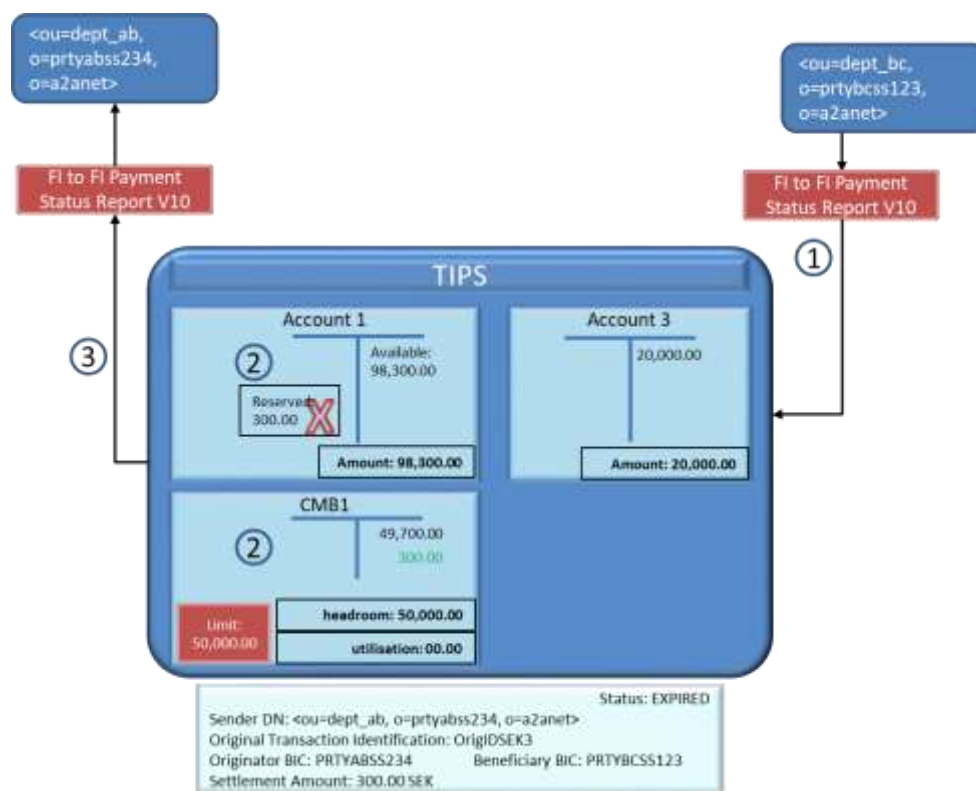 <ou=dept_ab,
o=prtyabss234,
o=a2anet>
<ou=dept_bc,
o=prtybcss123,
o=a2anet>
FI to FI Payment
Status Report V10
FI to FI Payment
Status Report V10
1
TIPS
Account 1
Account 3
3
2
Available:
98,300.00
20,000.00
Reserved:
300.00
X
Amount: 98,300.00
Amount: 20,000.00
CMB1
2
49,700.00
300.00
Limit:
50,000.00
headroom: 50,000.00
utilisation: 00.00
Status: EXPIRED
Sender DN: <ou=dept_ab, o=prtyabss234, o=a2anet>
Original Transaction Identification: OrigIDSEK3
Originator BIC: PRTYABSS234 Beneficiary BIC: PRTYBCSS123
Settlement Amount: 300.00 SEK